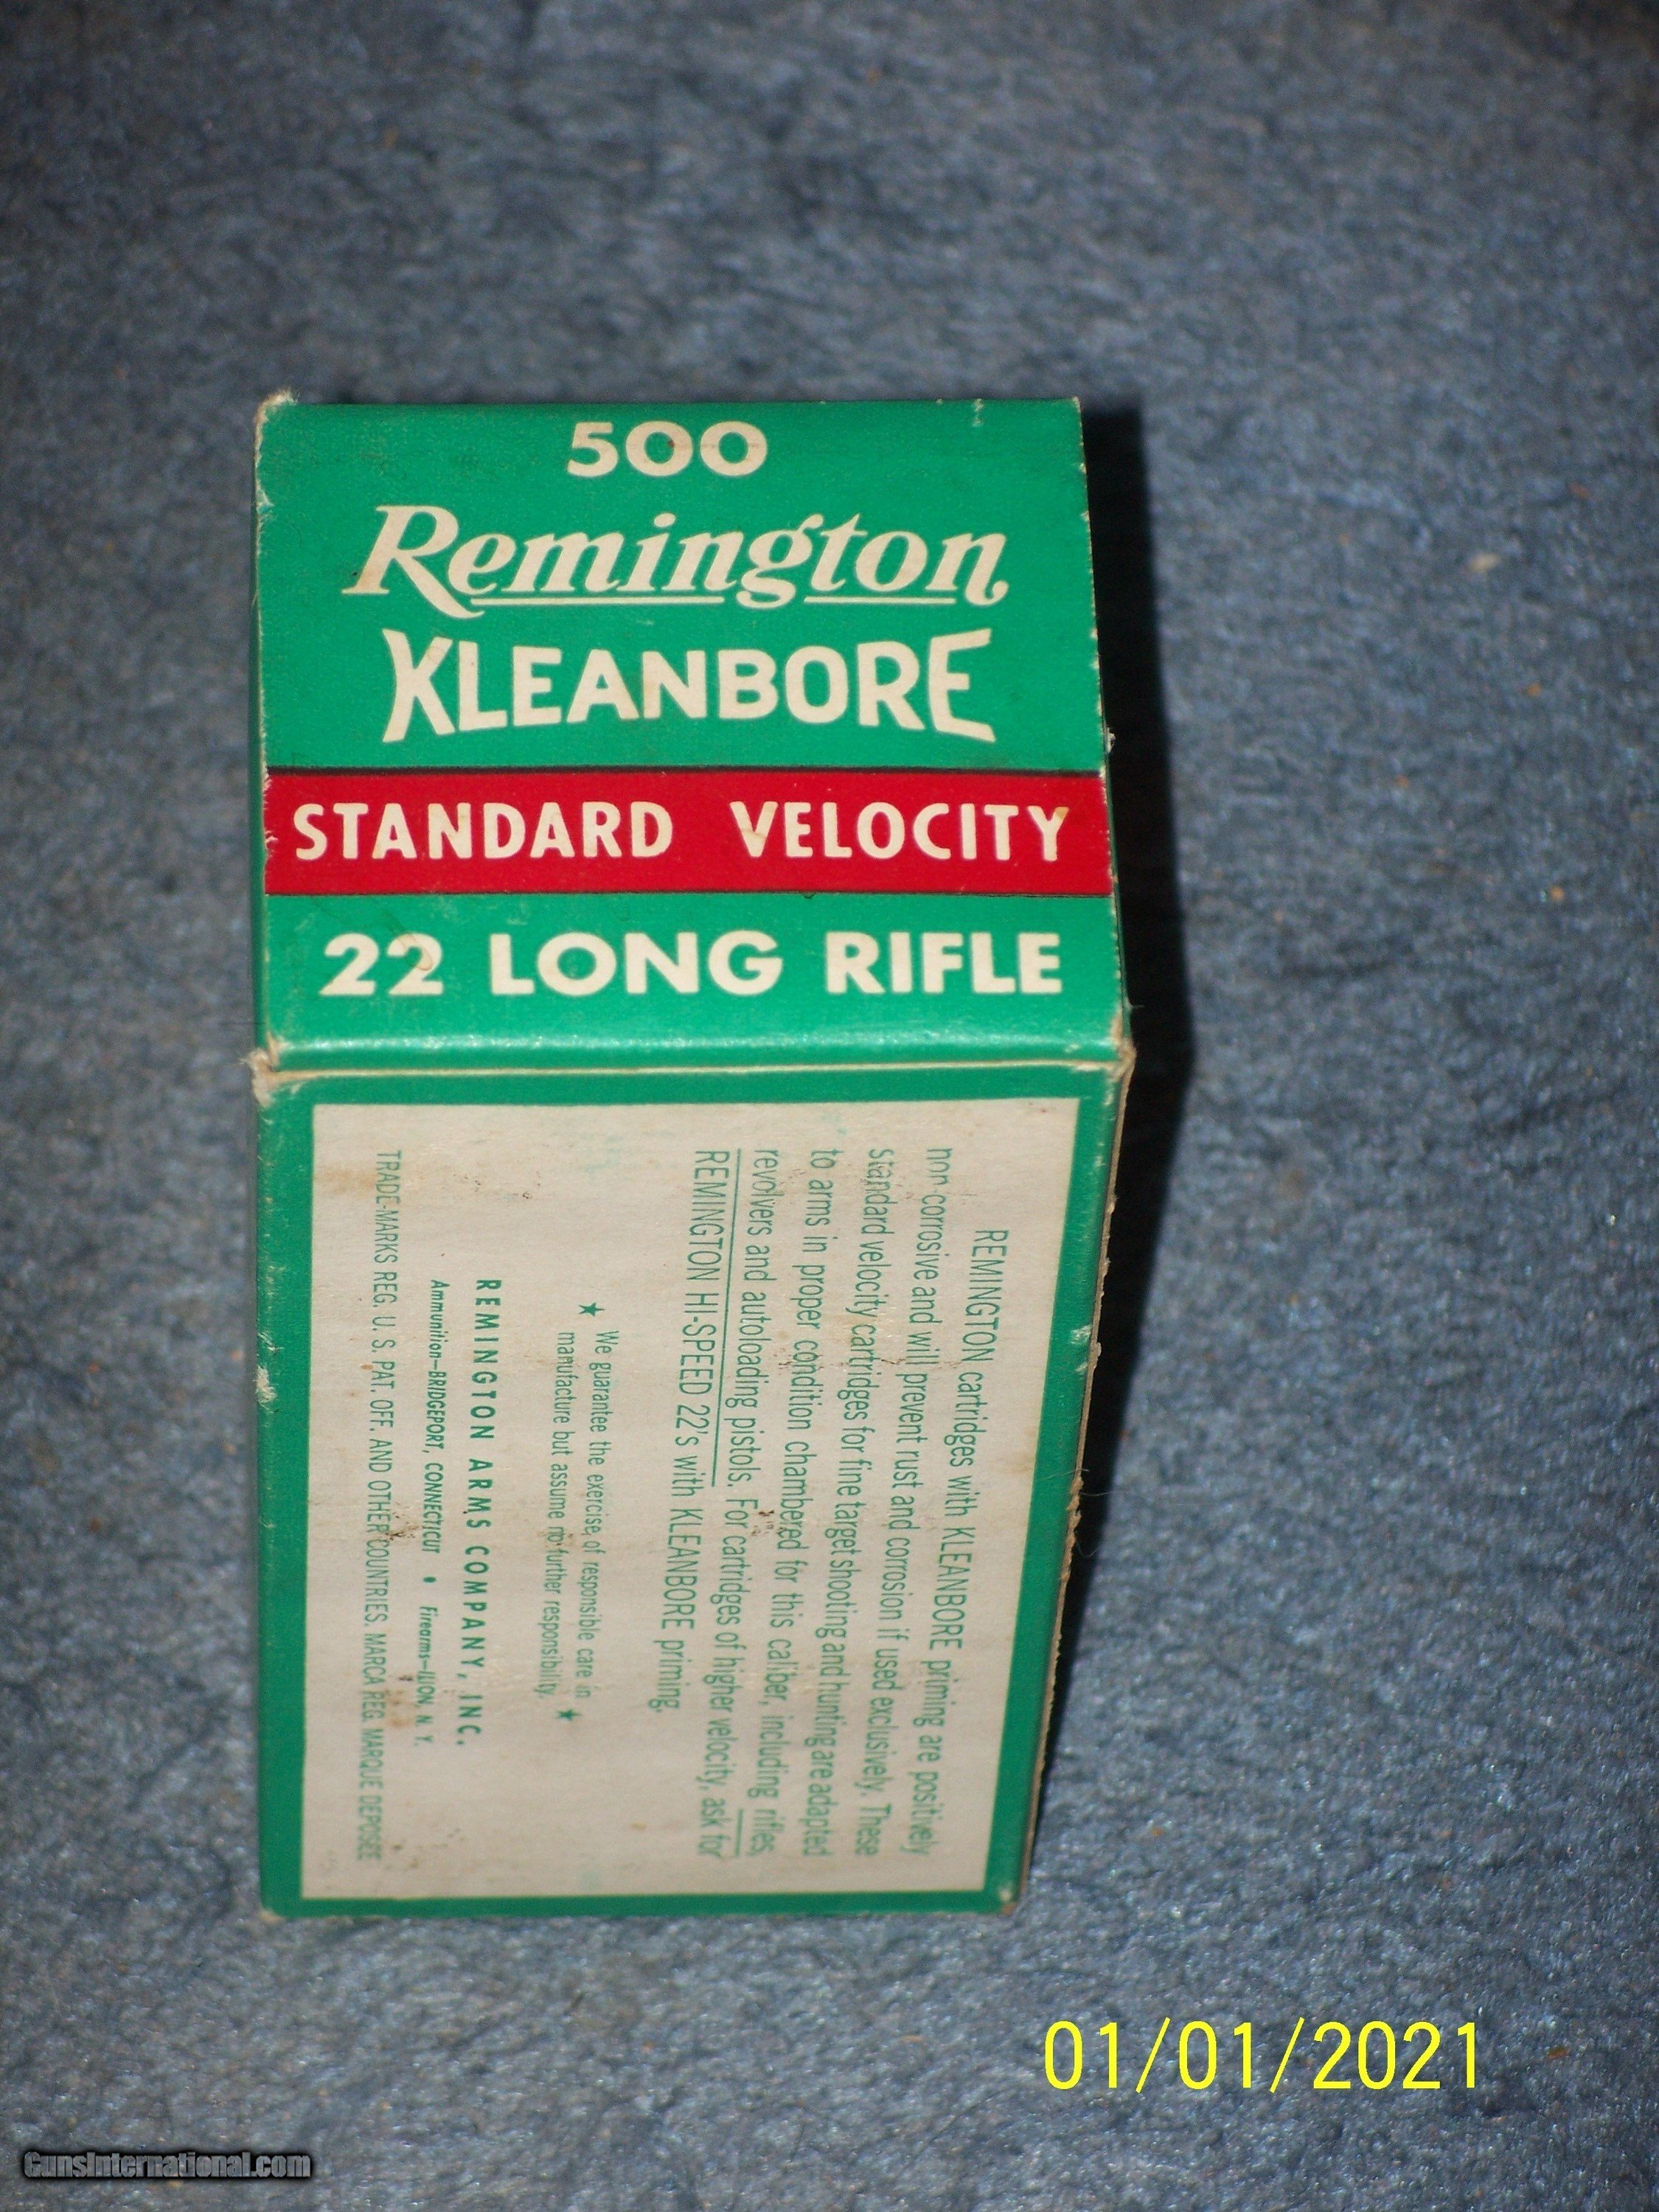 500
Remington
KLEANBORE
STANDARD VELOCITY
22 LONG RIFLE
REMINGTON cartridges with KLEANBORE priming are positively
non-corrosive and will prevent rust and corrosion if used exclusively. These
standard velocity cartridges for fine target shooting and hunting are adapted
to arms in proper condition chambered for this caliber, including rifles,
revolvers and autoloading pistols. For cartridges of higher velocity, ask for
REMINGTON HI-SPEED 22's with KLEANBORE priming.
★ We guarantee the exercise of responsible care in
manufacture but assume no further responsibility. ★
REMINGTON ARMS COMPANY, INC.
Ammunition—BRIDGEPORT, CONNECTICUT • Firearms—ILION, N. Y.
TRADE-MARKS REG. U. S. PAT. OFF. AND OTHER COUNTRIES. MARCA REG. MARQUE DEPOSEE
01/01/2021
GunsInternational.com